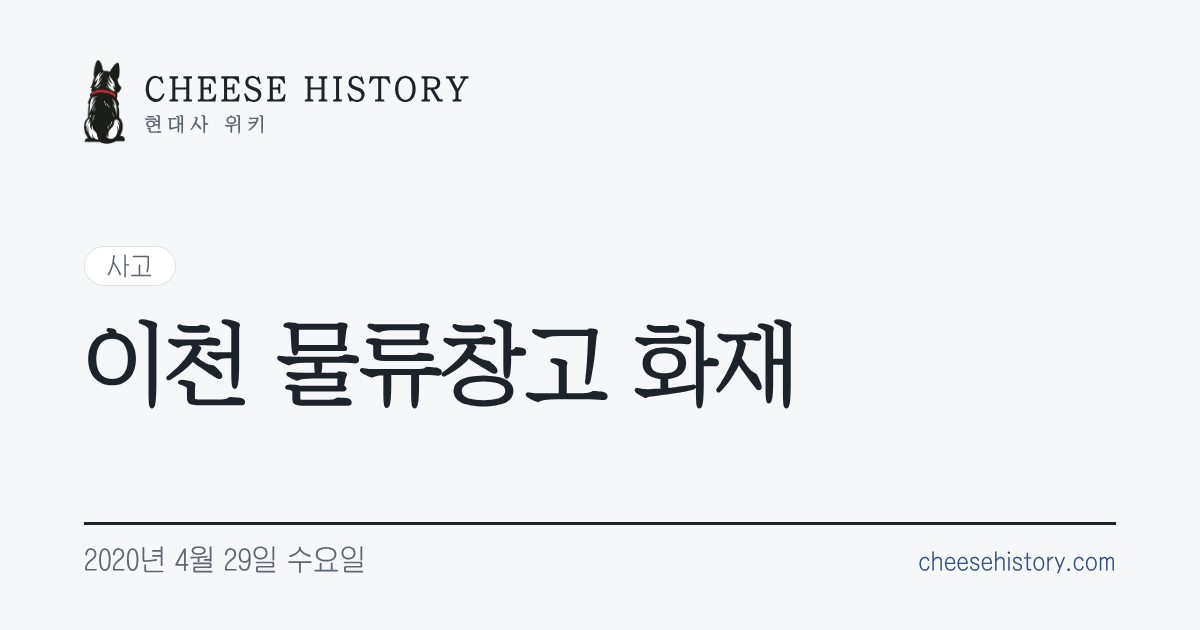 CHEESE HISTORY
현대사 위키
사고
이천 물류창고 화재
2020년 4월 29일 수요일
cheesehistory.com